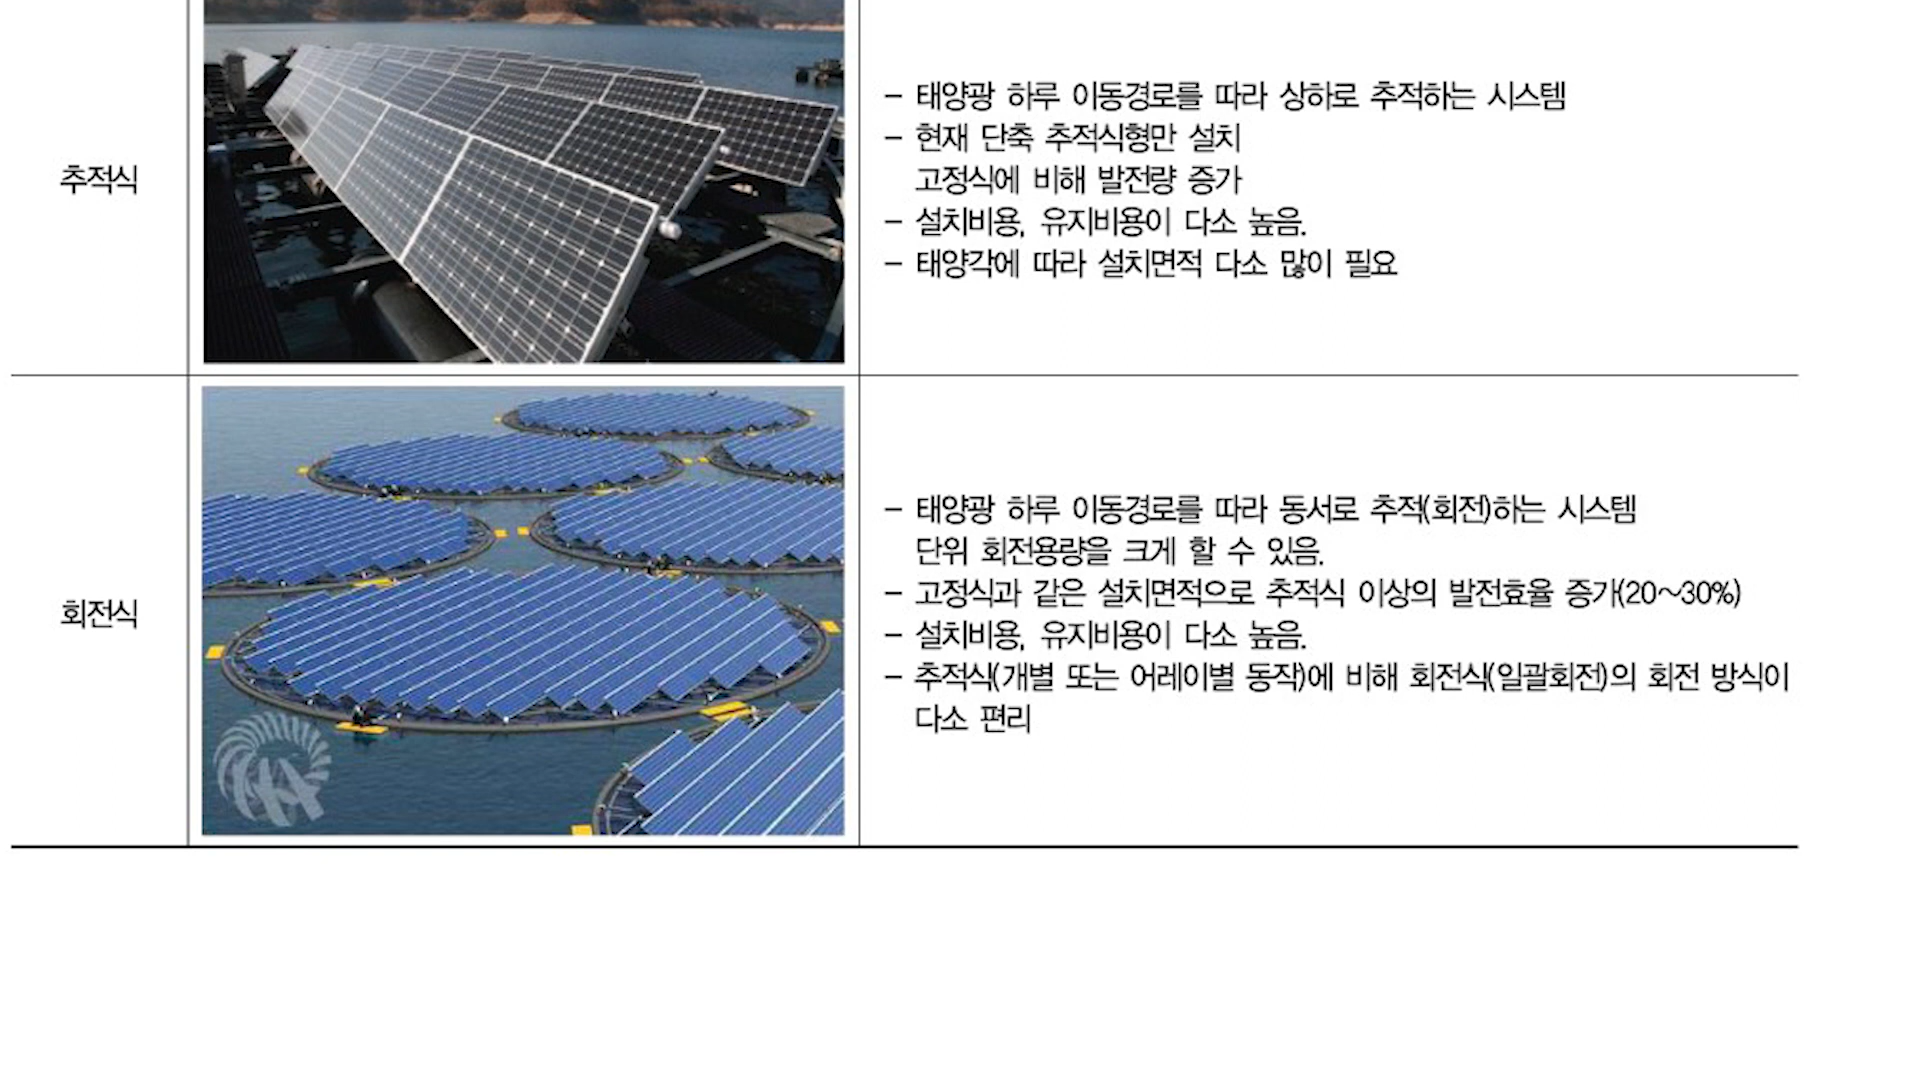 추적식
– 태양광 하루 이동경로를 따라 상하로 추적하는 시스템
– 현재 단축 추적식형만 설치
고정식에 비해 발전량 증가
– 설치비용, 유지비용이 다소 높음.
– 태양각에 따라 설치면적 다소 많이 필요
회전식
– 태양광 하루 이동경로를 따라 동서로 추적(회전)하는 시스템
단위 회전용량을 크게 할 수 있음.
– 고정식과 같은 설치면적으로 추적식 이상의 발전효율 증가(20~30%)
– 설치비용, 유지비용이 다소 높음.
– 추적식(개별 또는 어레이별 동작)에 비해 회전식(일괄회전)의 회전 방식이
다소 편리